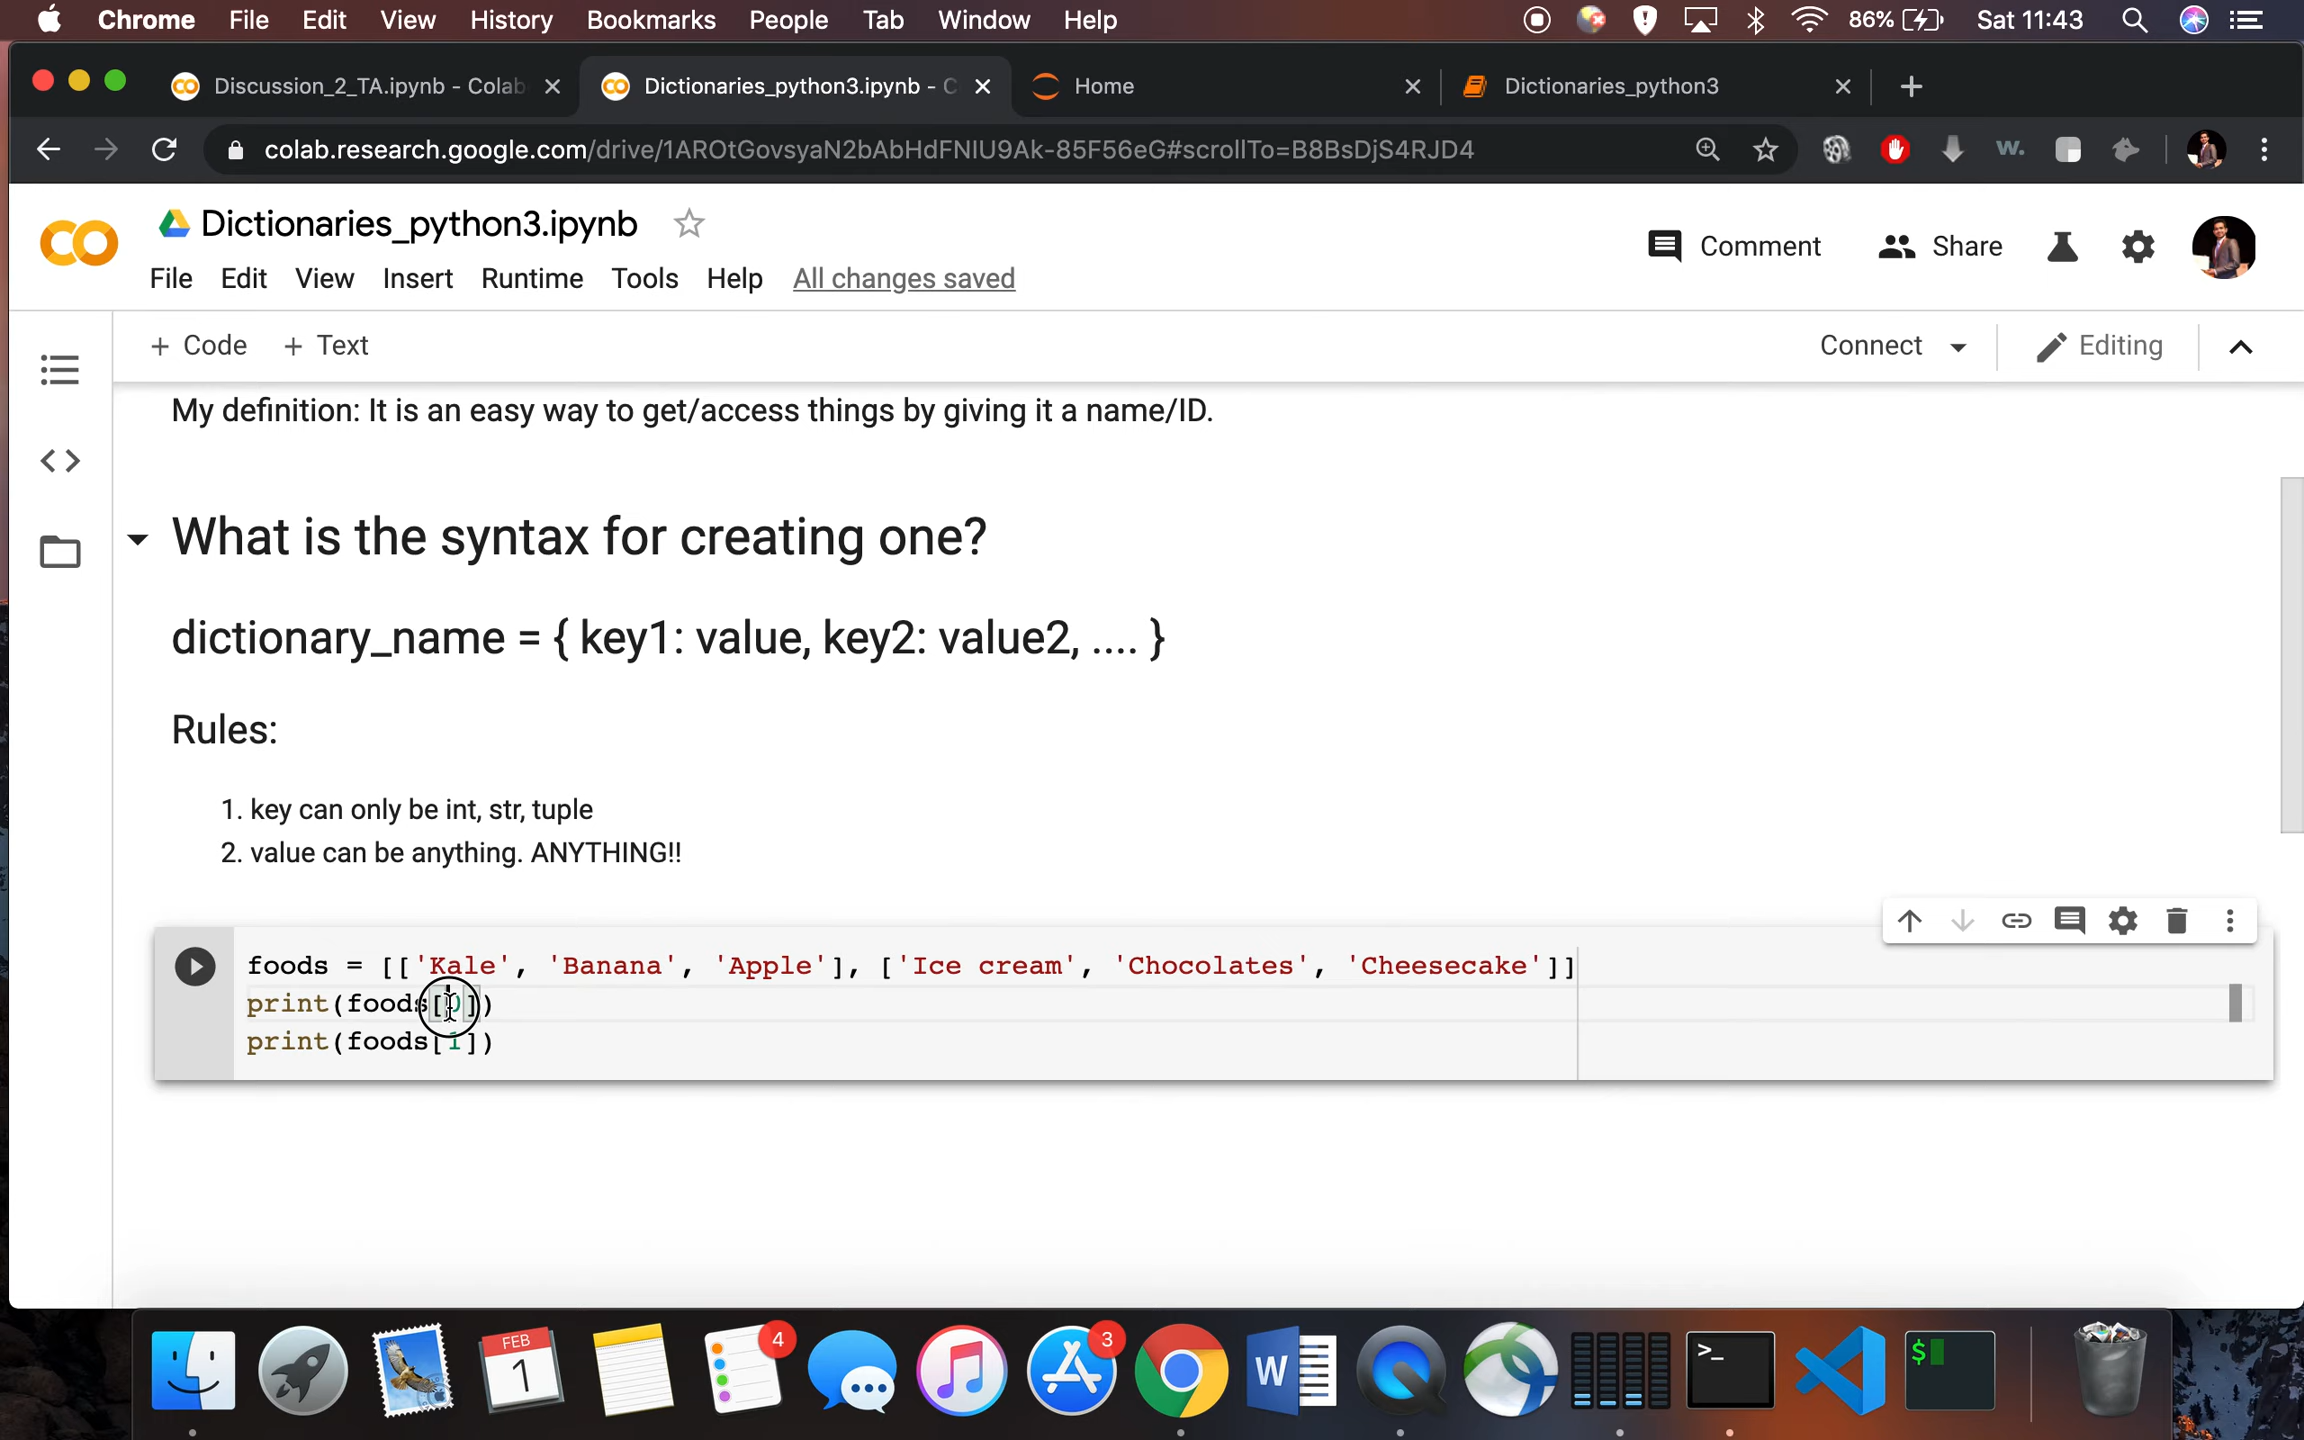 Chrome File Edit View History Bookmarks People Tab Window Help 86% Sat 11:43
Discussion_2_TA.ipynb - Colab Dictionaries_python3.ipynb - C Home Dictionaries_python3
colab.research.google.com/drive/1AROtGovsyaN2bAbHdFNIU9Ak-85F56eG#scrollTo=B8BsDjS4RJD4 w.
Dictionaries_python3.ipynb
Comment Share
File Edit View Insert Runtime Tools Help All changes saved
+ Code + Text Connect Editing
My definition: It is an easy way to get/access things by giving it a name/ID.
What is the syntax for creating one?
dictionary_name = { key1: value, key2: value2, .... }
Rules:
1. key can only be int, str, tuple
2. value can be anything. ANYTHING!!
foods = [['Kale', 'Banana', 'Apple'], ['Ice cream', 'Chocolates', 'Cheesecake']]
print(foods[0])
print(foods[1])
FEB
1
4
3
W
>_
$